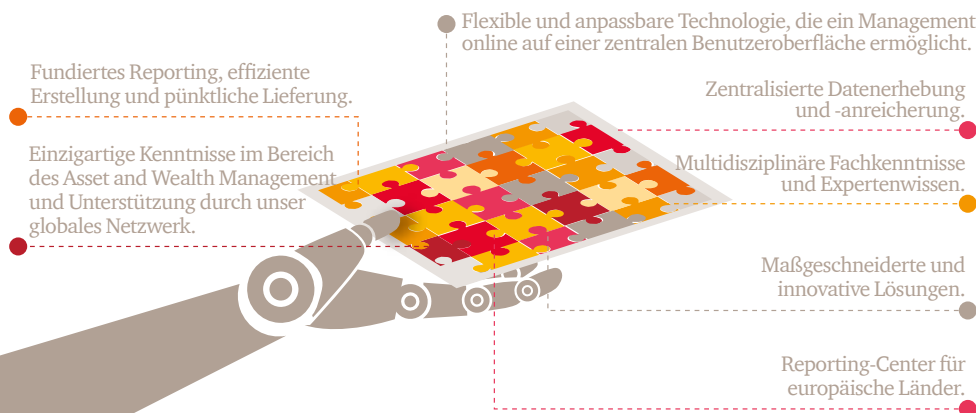 Flexible und anpassbare Technologie, die ein Management
online auf einer zentralen Benutzeroberfläche ermöglicht.
Fundiertes Reporting, effiziente
Erstellung und pünktliche Lieferung.
Zentralisierte Datenerhebung
und -anreicherung.
Einzigartige Kenntnisse im Bereich
des Asset and Wealth Management
und Unterstützung durch unser
globales Netzwerk.
Multidisziplinäre Fachkenntnisse
und Expertenwissen.
Maßgeschneiderte und
innovative Lösungen.
Reporting-Center für
europäische Länder.